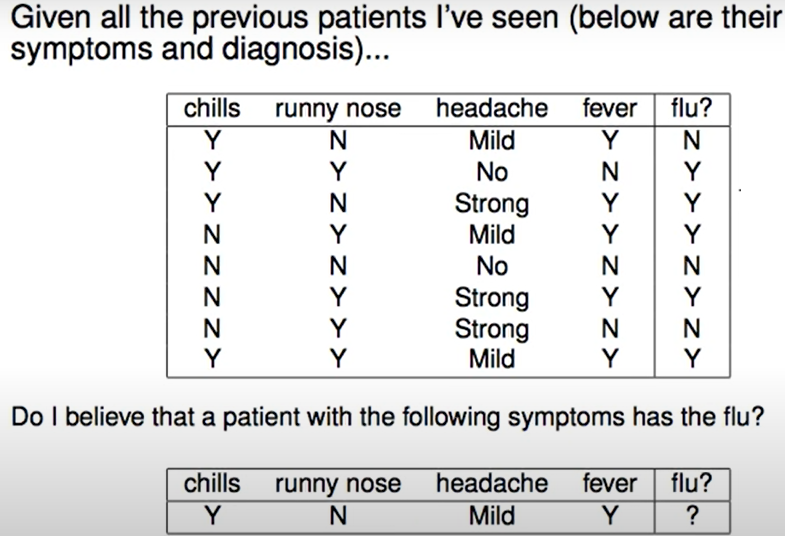 Given all the previous patients I've seen (below are their
symptoms and diagnosis)...
chills runny nose headache fever flu?
Y N Mild Y N
Y Y No N Y
Y N Strong Y Y
N Y Mild Y Y
N N No N N
N Y Strong Y Y
N Y Strong N N
Y Y Mild Y Y
Do I believe that a patient with the following symptoms has the flu?
chills runny nose headache fever flu?
Y N Mild Y ?